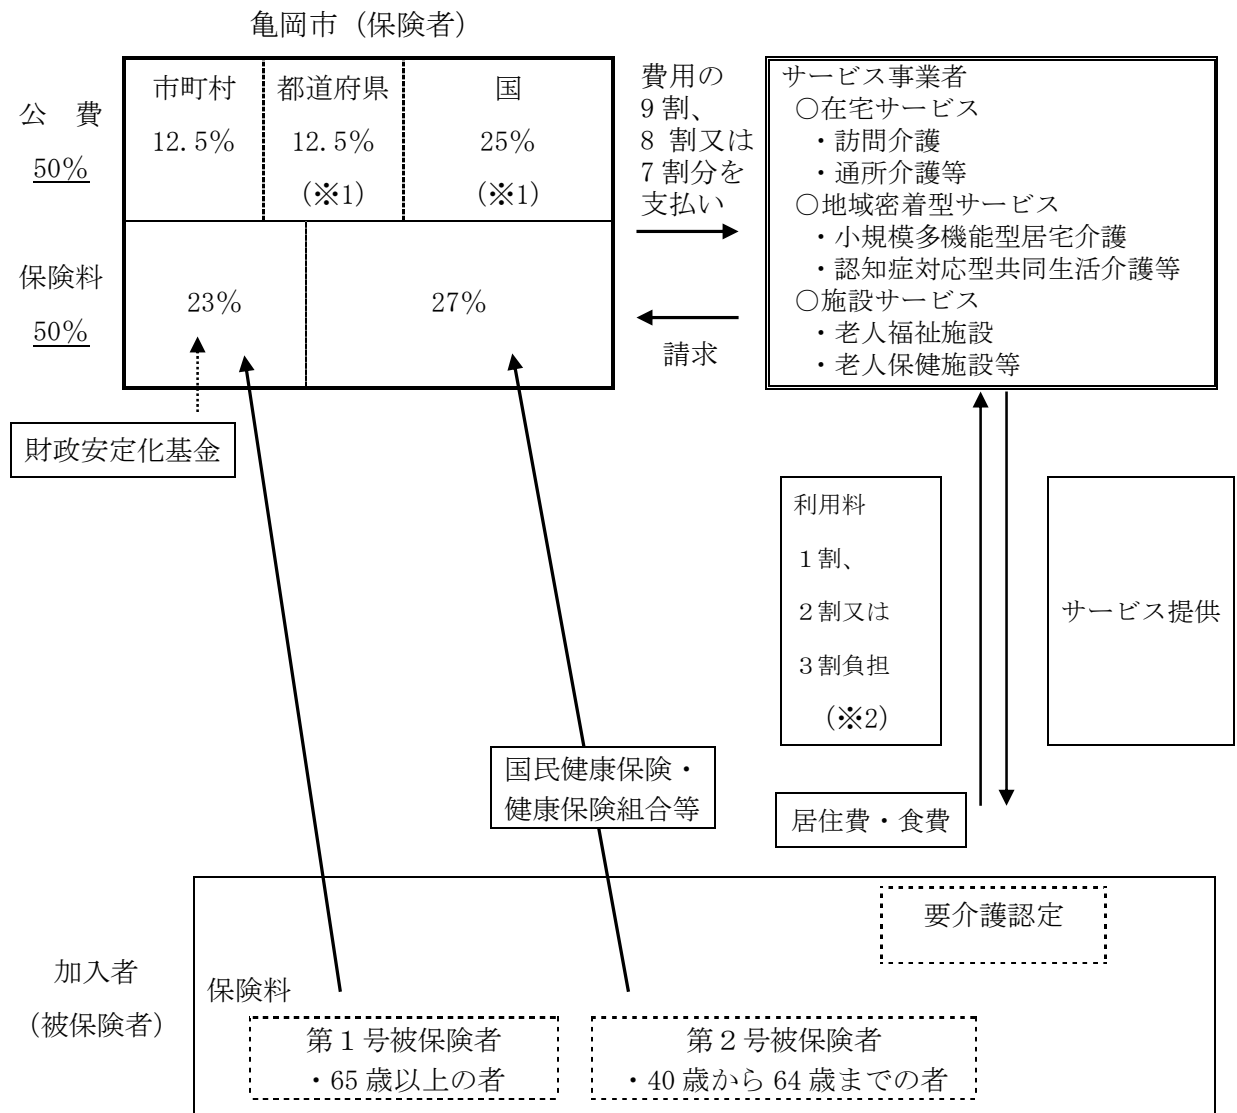 亀岡市（保険者）
公　費
50%
市町村
12.5%
都道府県
12.5%
(※1)
国
25%
(※1)
保険料
50%
23%
27%
財政安定化基金
費用の
9割、
8 割又は
7割分を
支払い
請求
サービス事業者
○在宅サービス
・訪問介護
・通所介護等
○地域密着型サービス
・小規模多機能型居宅介護
・認知症対応型共同生活介護等
○施設サービス
・老人福祉施設
・老人保健施設等
利用料
１割、
２割又は
３割負担
(※2)
サービス提供
国民健康保険・
健康保険組合等
居住費・食費
要介護認定
加入者
(被保険者)
保険料
第１号被保険者
・65 歳以上の者
第２号被保険者
・40 歳から 64 歳までの者